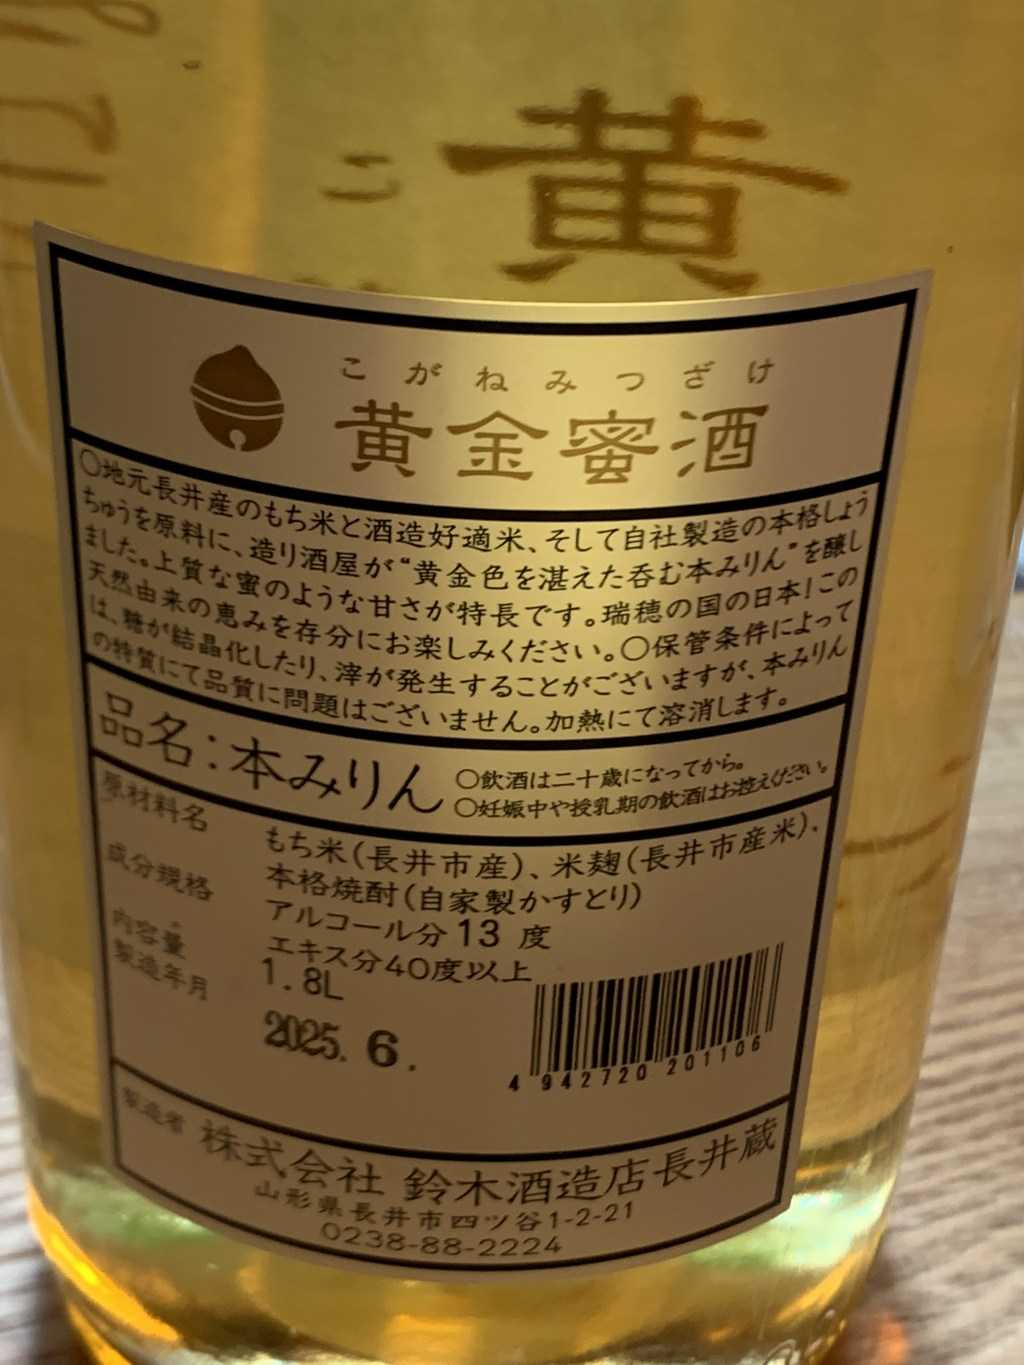 黄
こ
こがねみつざけ
黄金蜜酒
〇地元長井産のもち米と酒造好適米、そして自社製造の本格しょう
ちゅうを原料に、造り酒屋が“黄金色を湛えた呑む本みりん”を醸し
ました。上質な蜜のような甘さが特長です。瑞穂の国の日本!この
天然由来の恵みを存分にお楽しみください。〇保管条件によって
は、糖が結晶化したり、滓が発生することがございますが、本みりん
の特質にて品質に問題はございません。加熱にて溶消します。
品名:本みりん
〇飲酒は二十歳になってから。
〇妊娠中や授乳期の飲酒はお控えください。
原材料名 もち米(長井市産)、米麹(長井市産米)、
本格焼酎(自家製かすとり)
成分規格 アルコール分13度
エキス分40度以上
内容量 1.8L
製造年月 2025. 6.
4 942720 201106
製造者 株式会社 鈴木酒造店長井蔵
山形県長井市四ツ谷1-2-21
0238-88-2224